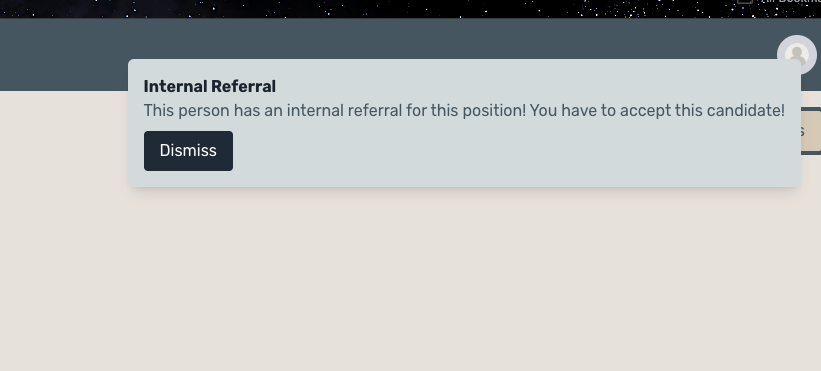 Internal Referral
This person has an internal referral for this position! You have to accept this candidate!
s
Dismiss